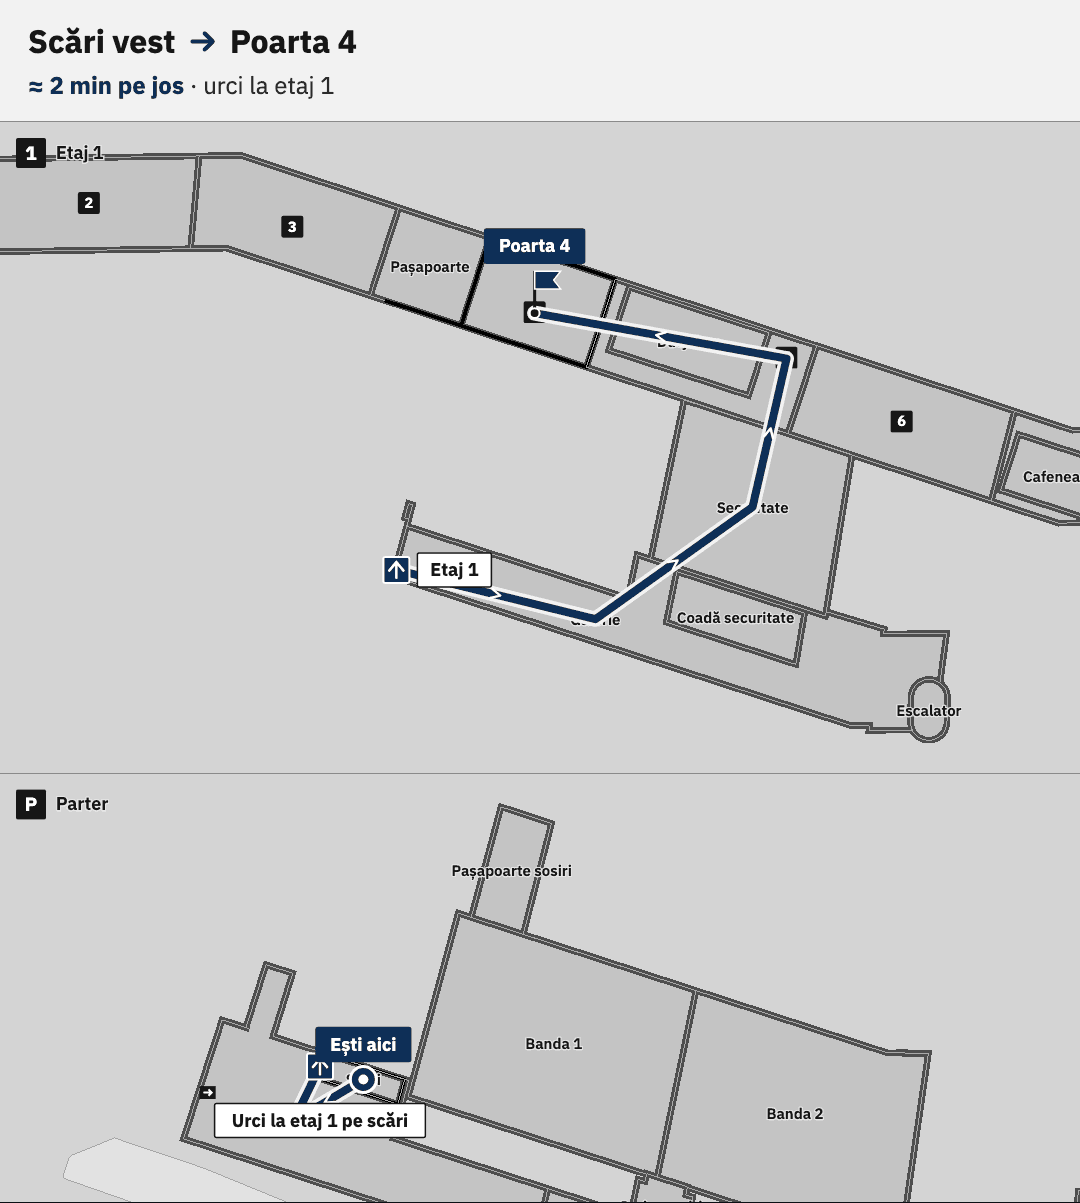 Scări vest → Poarta 4
≈ 2 min pe jos · urci la etaj 1
1 Etaj 1
2
3
Pașapoarte
Poarta 4
6
Cafenea
Securitate
Etaj 1
Coadă securitate
Escalator
P Parter
Pașapoarte sosiri
Banda 1
Ești aici
Urci la etaj 1 pe scări
Banda 2